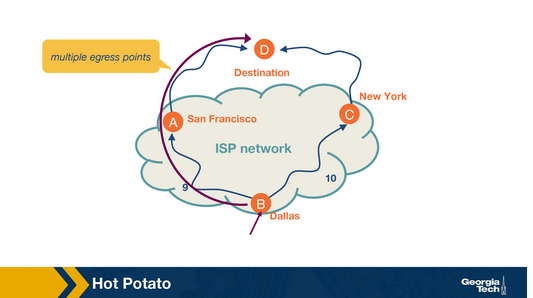 D
multiple egress points
Destination
New York
A
San Francisco
C
ISP network
9
10
B
Dallas
Hot Potato
Georgia
Tech